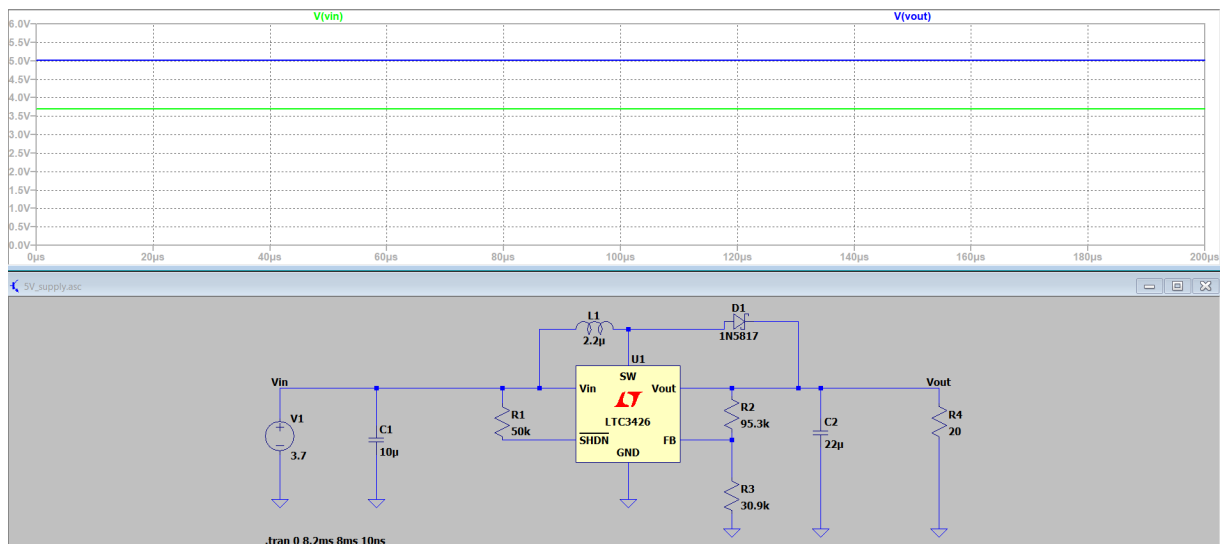 V(vin) V(vout)
6.0V
5.5V
5.0V
4.5V
4.0V
3.5V
3.0V
2.5V
2.0V
1.5V
1.0V
0.5V
0.0V
0µs 20µs 40µs 60µs 80µs 100µs 120µs 140µs 160µs 180µs 200µs
5V_supply.asc
L1
2.2µ
D1
1N5817
U1
SW
Vin Vout
LTC3426
SHDN FB
GND
Vin
V1
3.7
C1
10µ
R1
50k
R2
95.3k
R3
30.9k
C2
22µ
Vout
R4
20
.tran 0 8.2ms 8ms 10ns